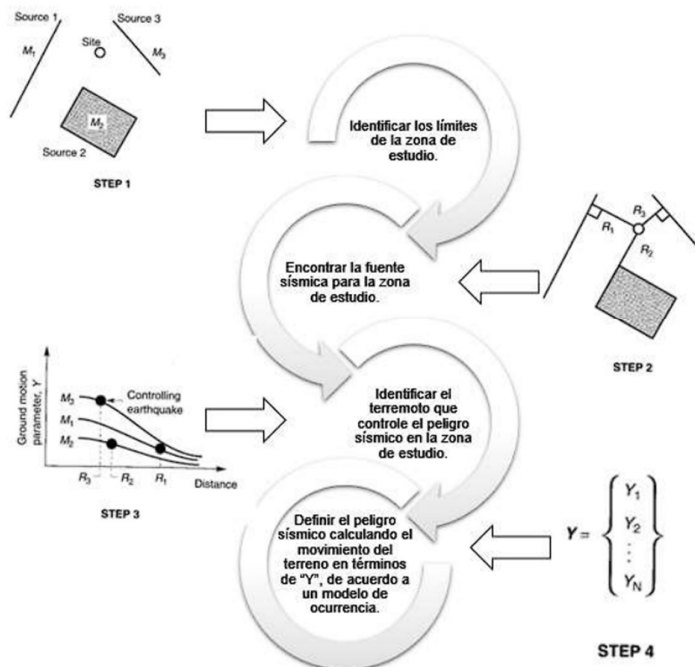 Source 1
Source 3
Site
M1
M3
M2
Source 2
STEP 1
Identificar los límites
de la zona de
estudio.
R3
R1
R2
STEP 2
Encontrar la fuente
sísmica para la zona
de estudio.
Ground motion
parameter, Y
M3
M1
M2
Controlling
earthquake
R3
R2
R1
Distance
STEP 3
Identificar el
terremoto que
controle el peligro
sísmico en la zona
de estudio.
Definir el peligro
sísmico calculando el
movimiento del
terreno en términos
de "Y", de acuerdo a
un modelo de
ocurrencia.
Y =
Y1
Y2
⋮
YN
STEP 4